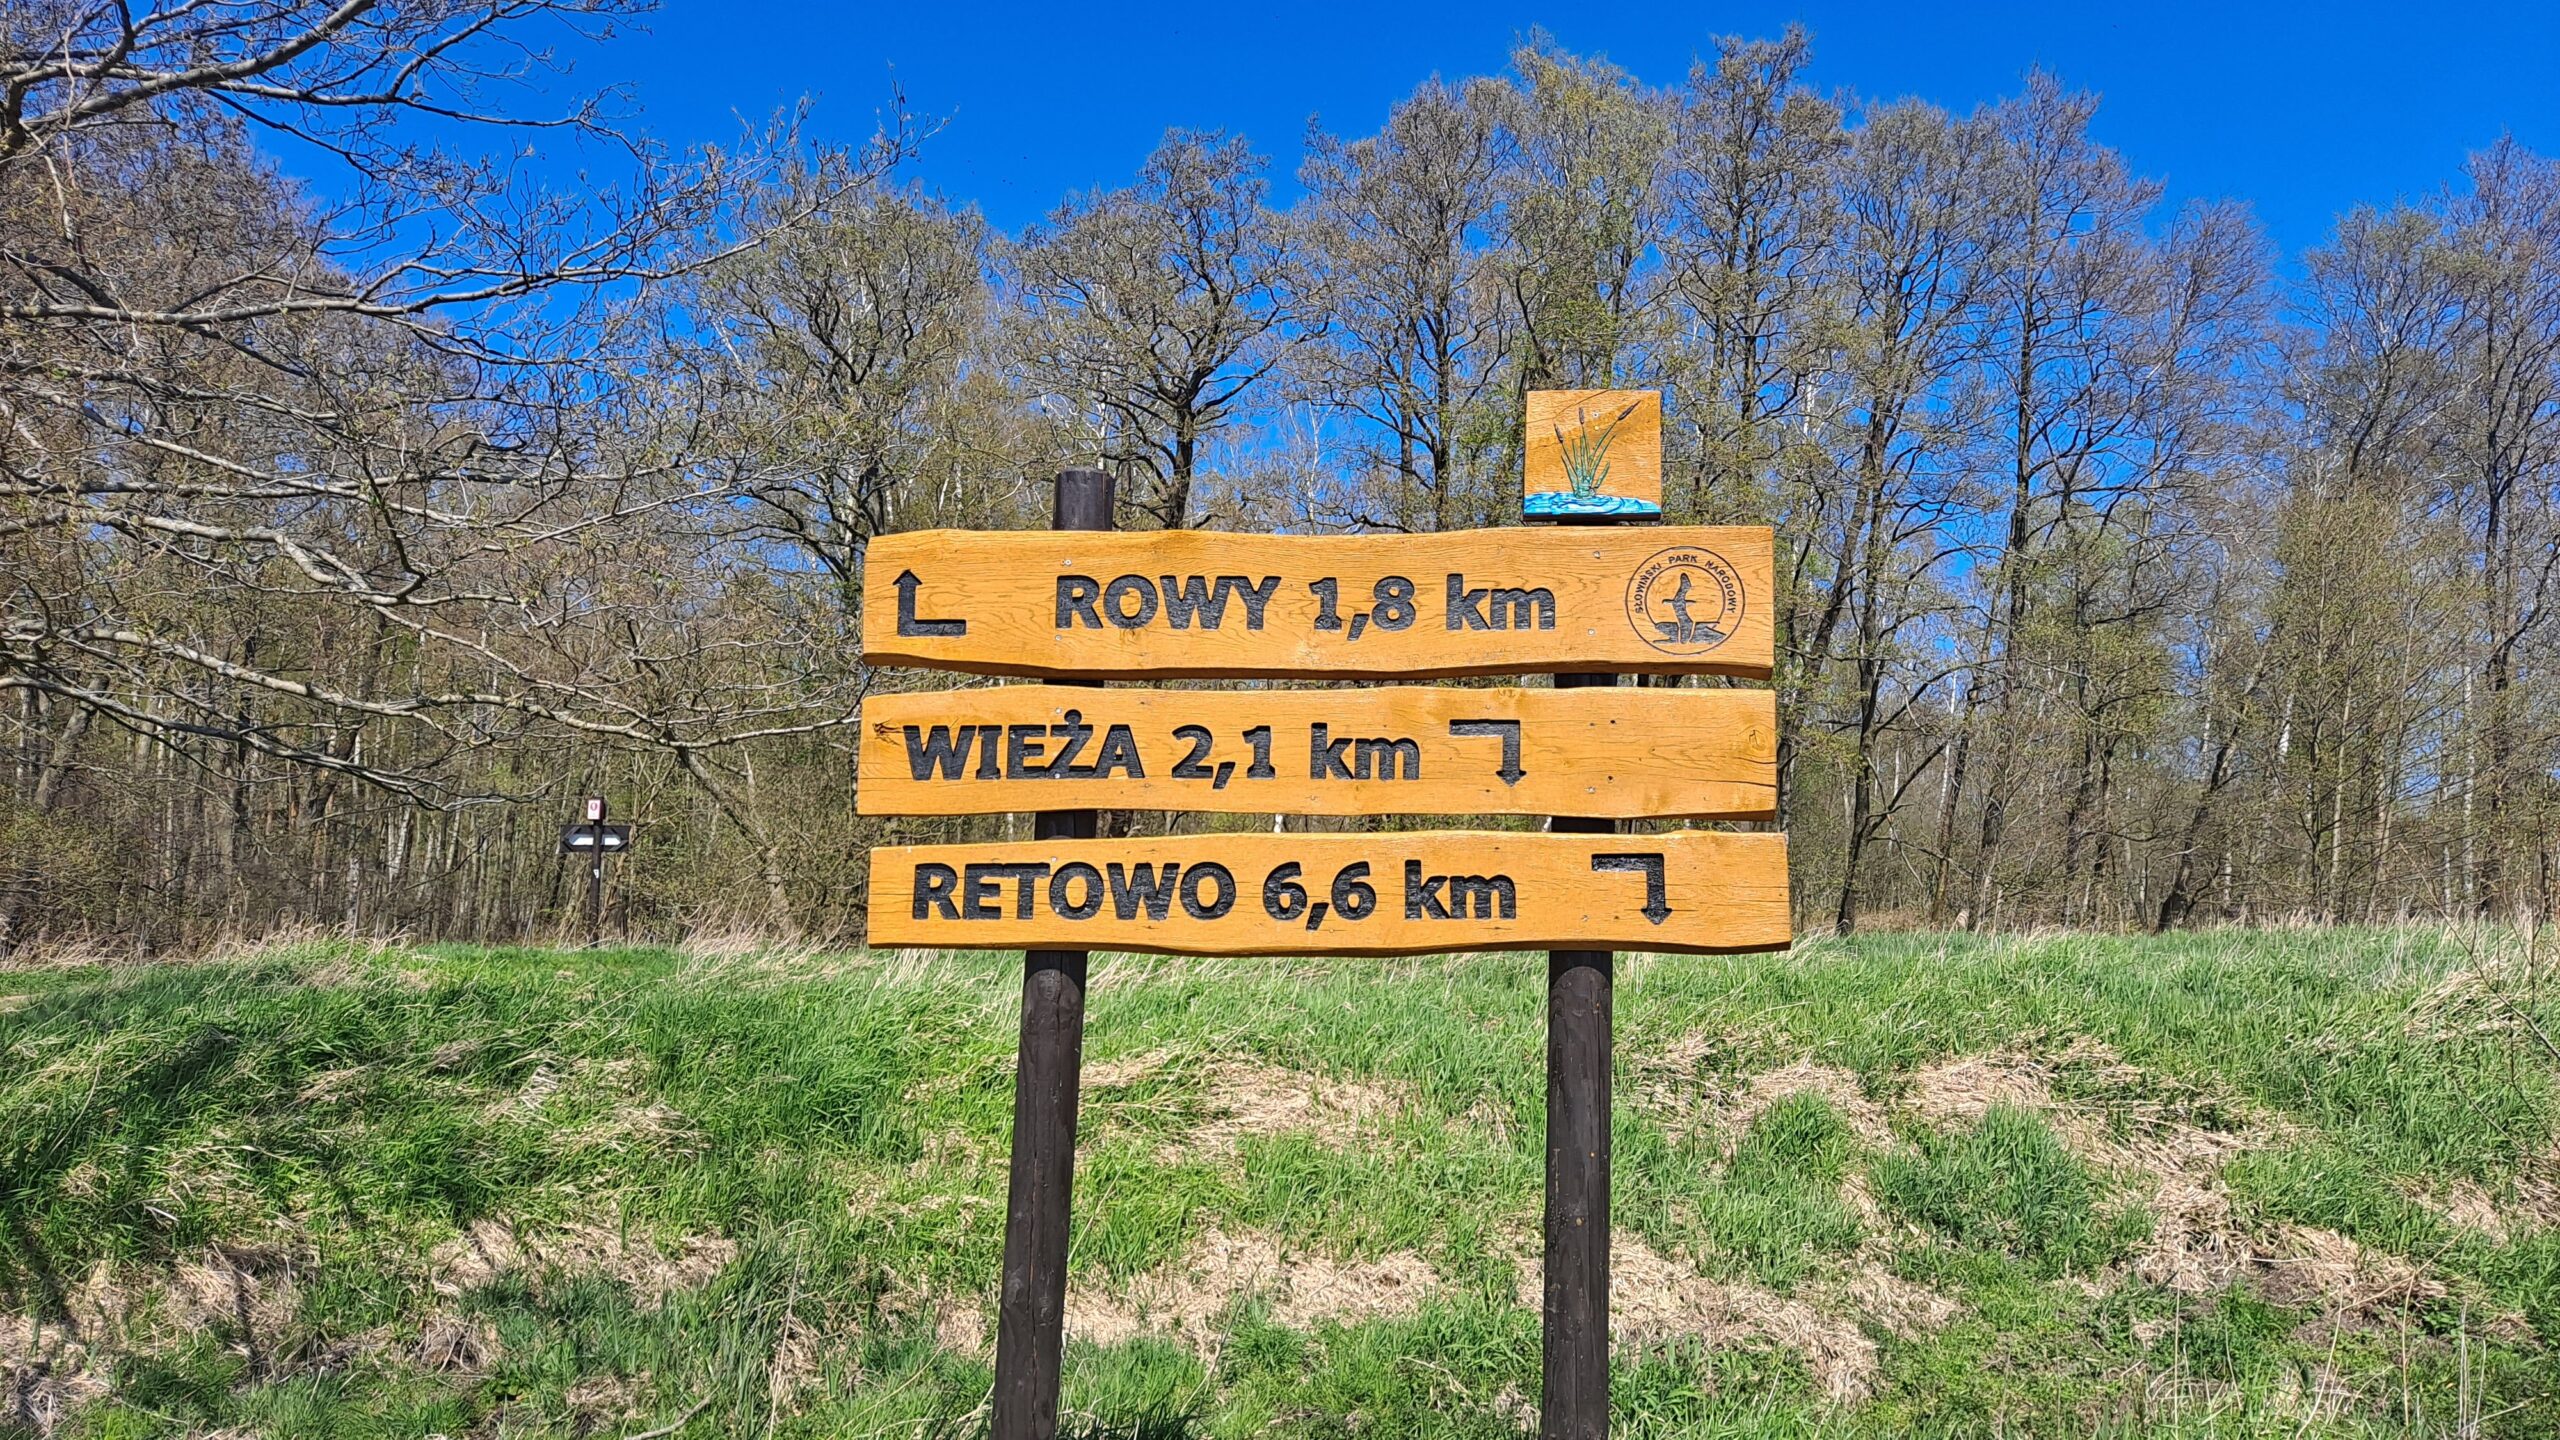 ROWY 1,8 km
SŁOWIŃSKI PARK NARODOWY
WIEŻA 2,1 km
RETOWO 6,6 km